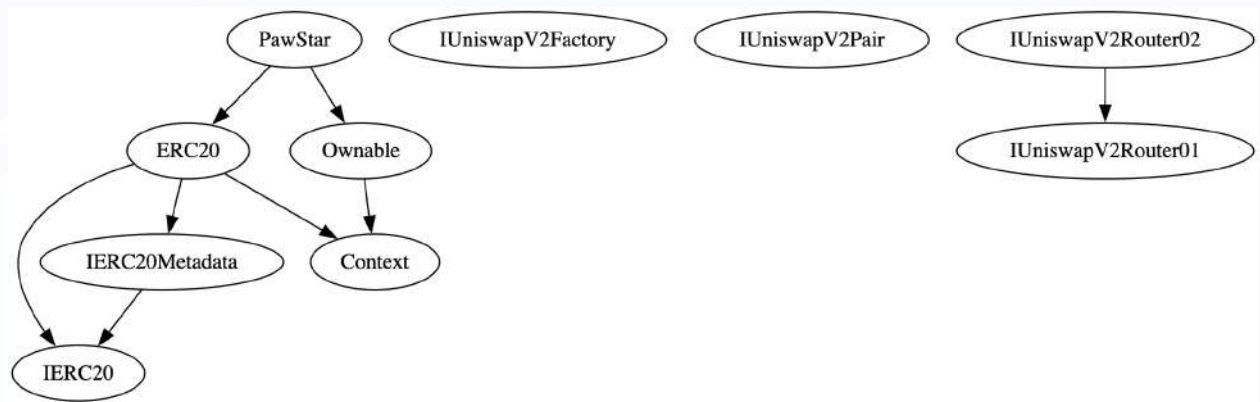 PawStar IUniswapV2Factory IUniswapV2Pair IUniswapV2Router02
ERC20 Ownable IUniswapV2Router01
IERC20Metadata Context
IERC20